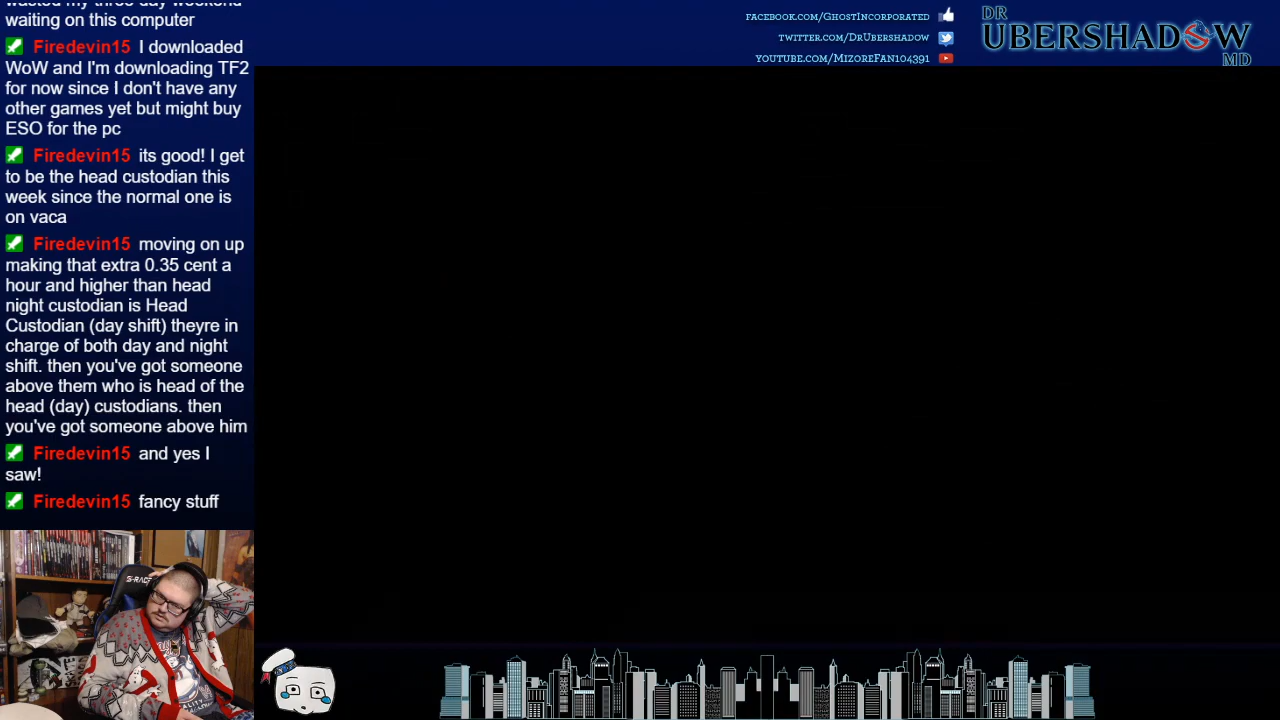 waiting on this computer
Firedevin15 I downloaded
WoW and I'm downloading TF2
for now since I don't have any
other games yet but might buy
ESO for the pc
Firedevin15 its good! I get
to be the head custodian this
week since the normal one is
on vaca
Firedevin15 moving on up
making that extra 0.35 cent a
hour and higher than head
night custodian is Head
Custodian (day shift) theyre in
charge of both day and night
shift. then you've got someone
above them who is head of the
head (day) custodians. then
you've got someone above him
Firedevin15 and yes I
saw!
Firedevin15 fancy stuff
facebook.com/GhostIncorporated
twitter.com/DrUbershadow
youtube.com/MizoreFan104391
DR
UBERSHADOW
MD